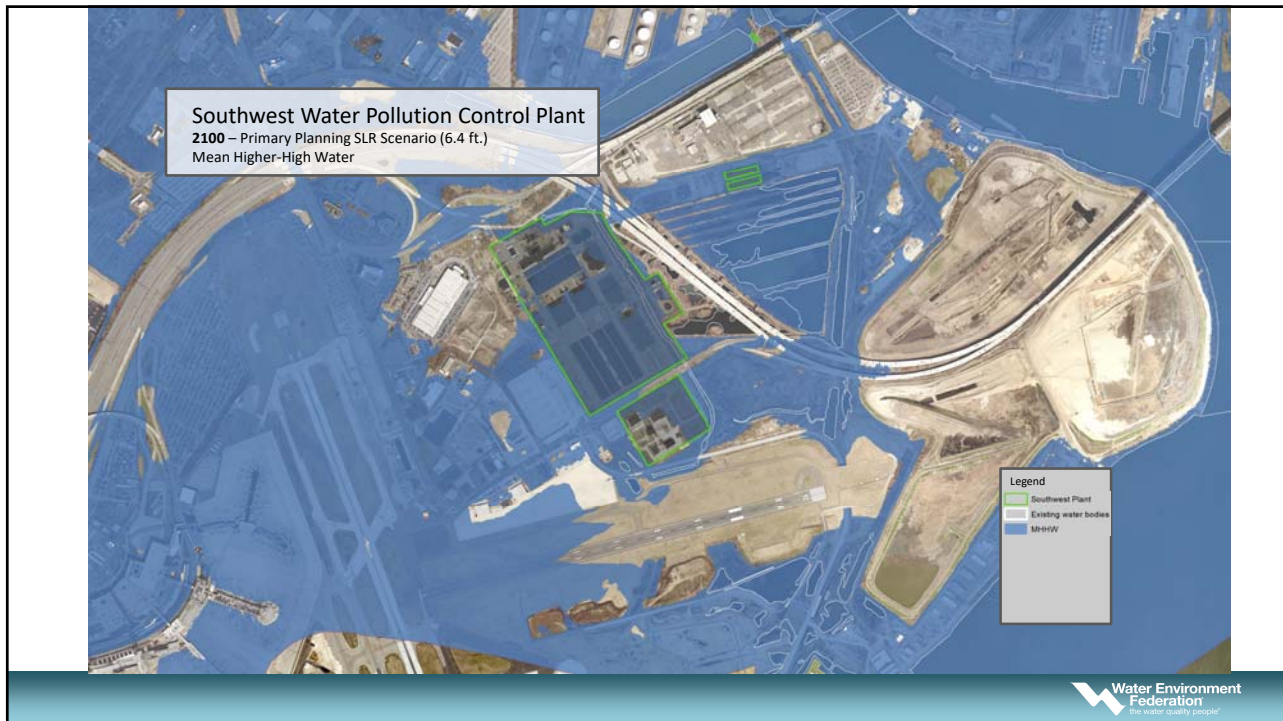 Southwest Water Pollution Control Plant
2100 – Primary Planning SLR Scenario (6.4 ft.)
Mean Higher-High Water
Legend
Southwest Plant
Existing water bodies
MHHW
Water Environment
Federation
the water quality people®